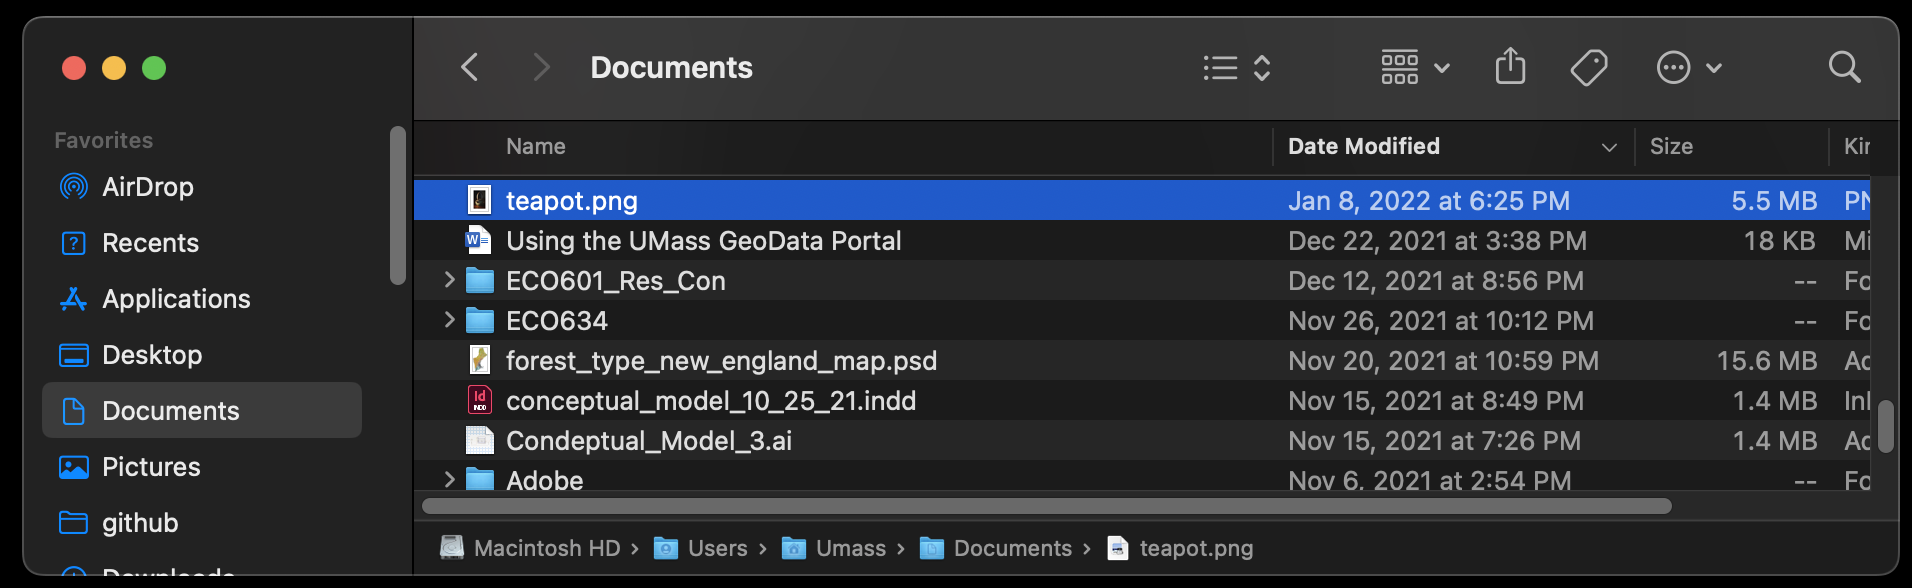 Documents
Favorites
AirDrop
Recents
Applications
Desktop
Documents
Pictures
github
Downloads
Name Date Modified Size
teapot.png Jan 8, 2022 at 6:25 PM 5.5 MB PN
Using the UMass GeoData Portal Dec 22, 2021 at 3:38 PM 18 KB Mi
ECO601_Res_Con Dec 12, 2021 at 8:56 PM -- Fo
ECO634 Nov 26, 2021 at 10:12 PM -- Fo
forest_type_new_england_map.psd Nov 20, 2021 at 10:59 PM 15.6 MB Ad
conceptual_model_10_25_21.indd Nov 15, 2021 at 8:49 PM 1.4 MB InI
Condeptual_Model_3.ai Nov 15, 2021 at 7:26 PM 1.4 MB Ad
Adobe Nov 6, 2021 at 2:54 PM -- Fo
Macintosh HD › Users › Umass › Documents › teapot.png